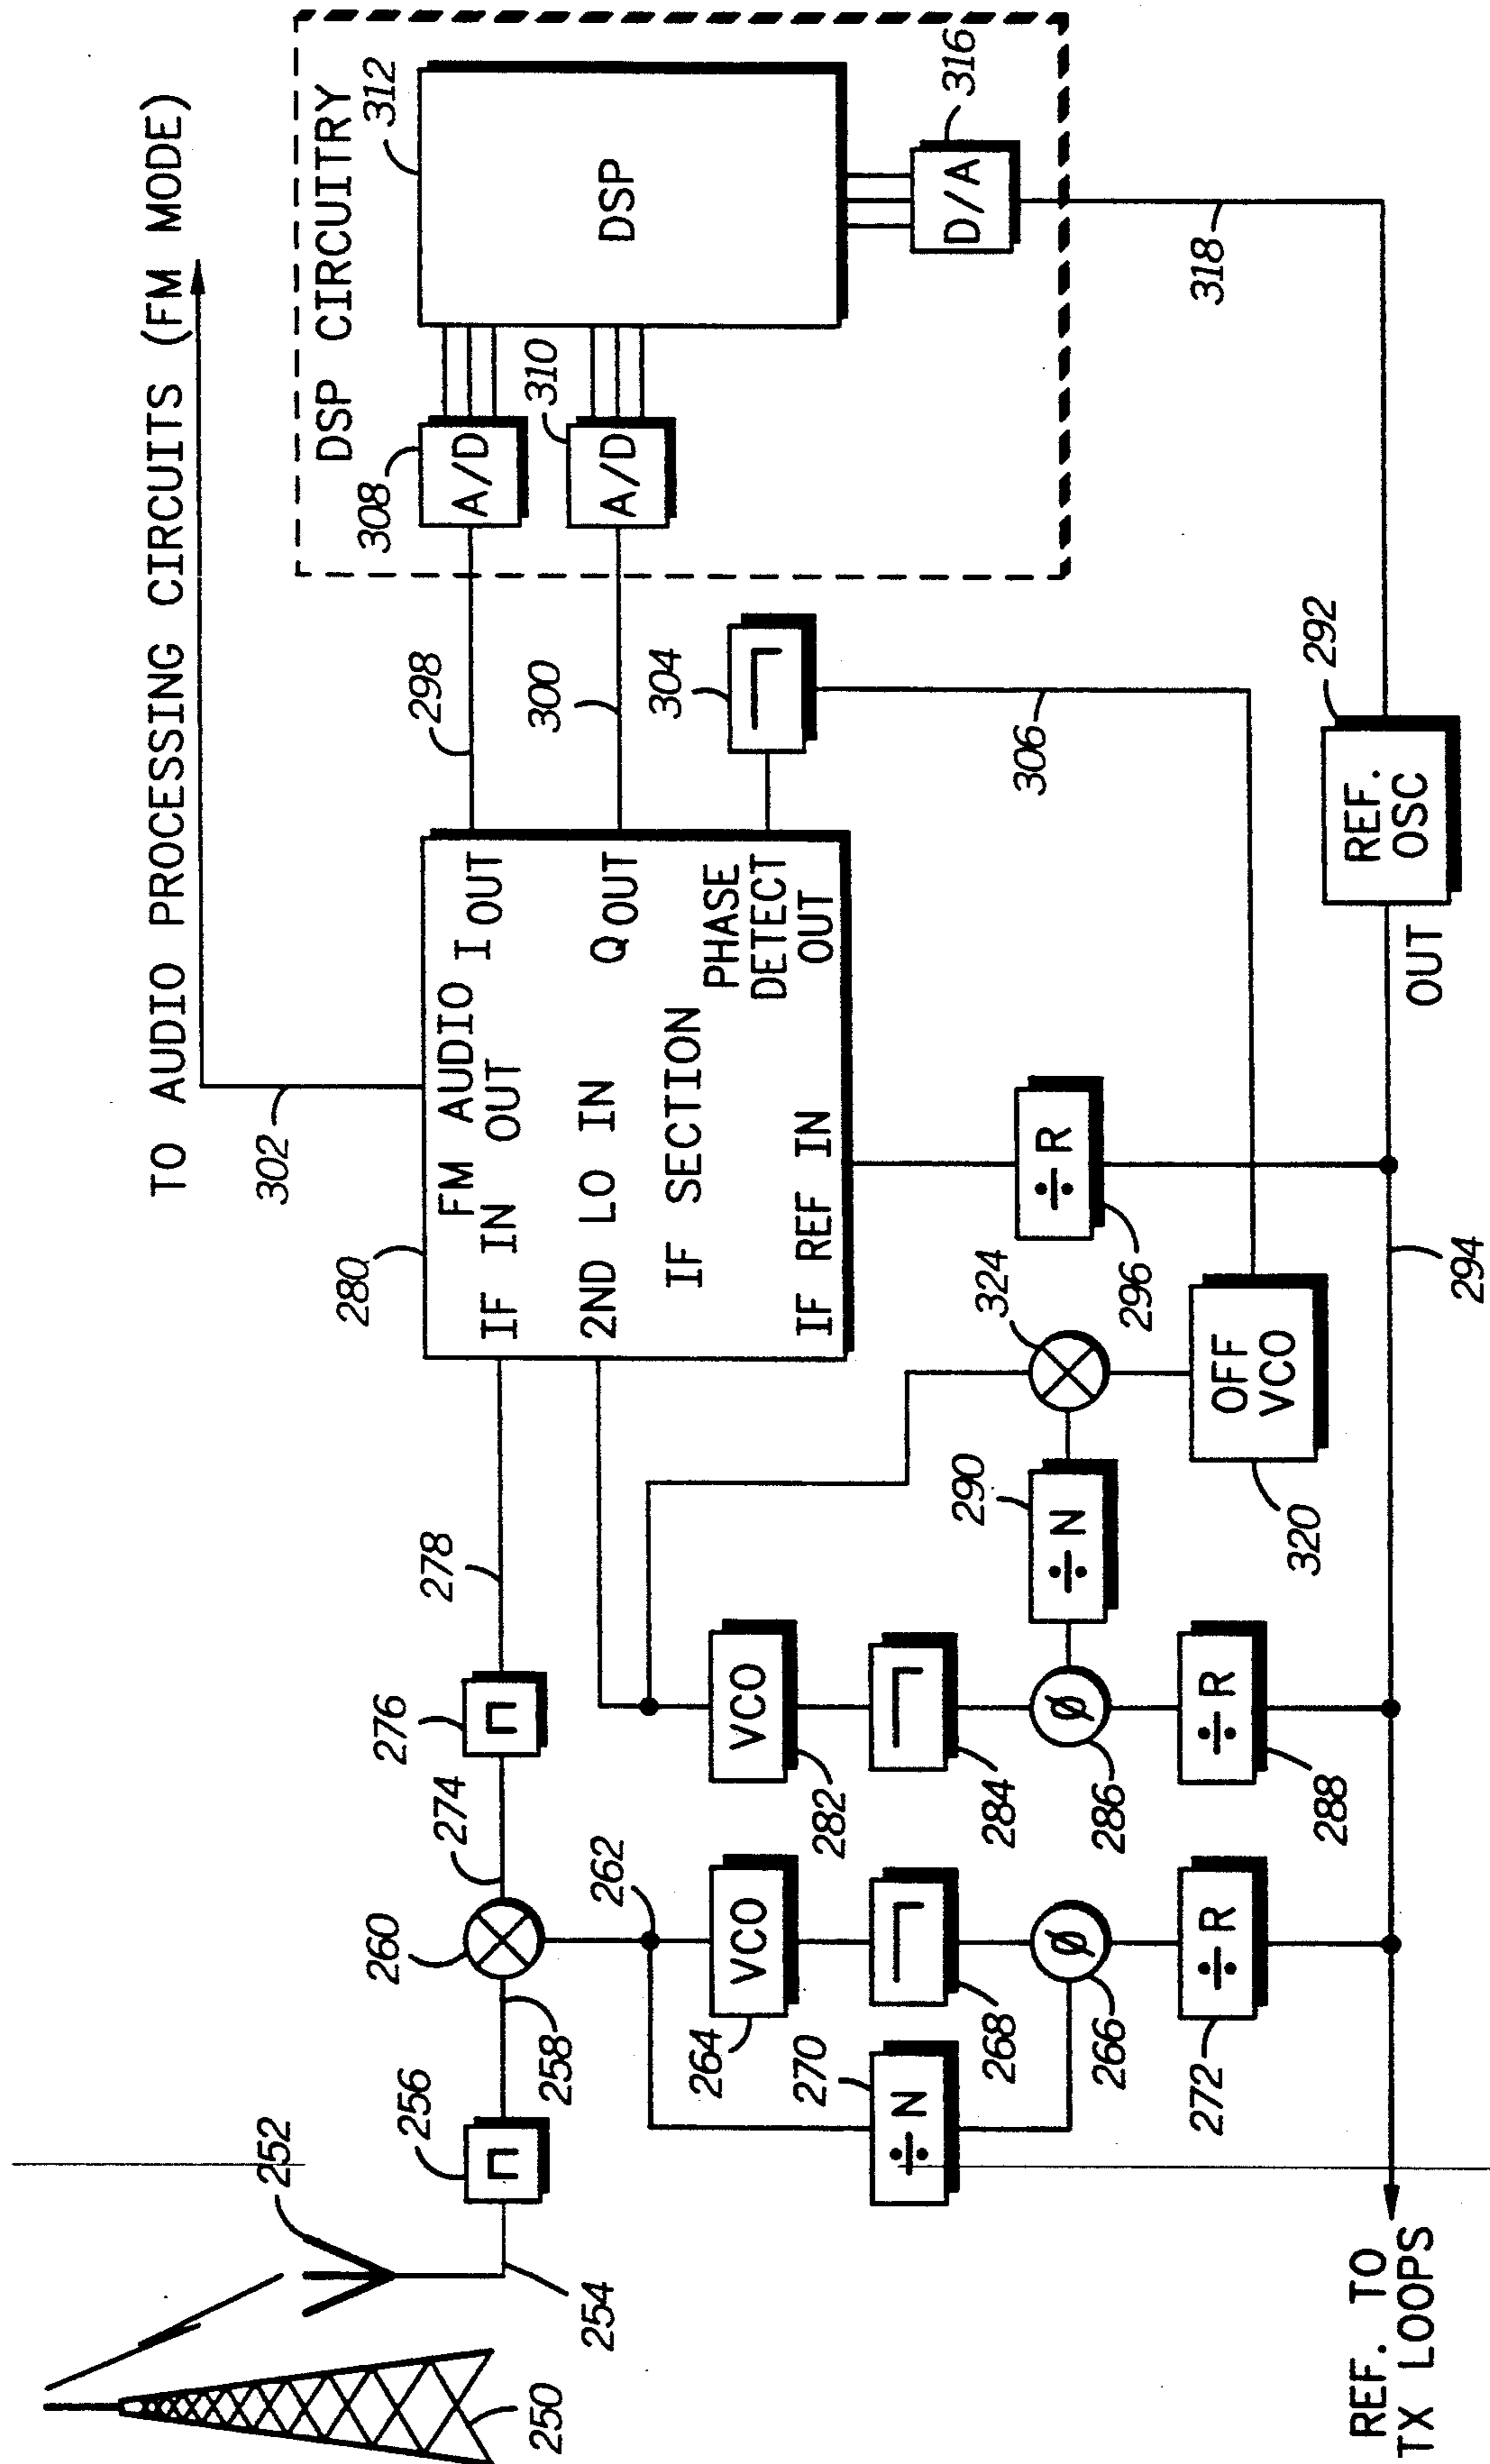 TO AUDIO PROCESSING CIRCUITS (FM MODE)
302
DSP CIRCUITRY
312
DSP
308
A/D
310
A/D
316
D/A
318
298
300
304
306
280
FM AUDIO
OUT
I OUT
IF IN
2ND LO IN
Q OUT
IF SECTION
PHASE
DETECT
OUT
IF REF IN
278
276
⊓
274
260
262
258
256
⊓
252
254
250
VCO
264
268
270
÷N
Ø
266
272
÷R
VCO
282
284
Ø
286
288
÷R
290
÷N
324
296
÷R
OFF
VCO
320
292
REF.
OSC
OUT
294
REF. TO
TX LOOPS